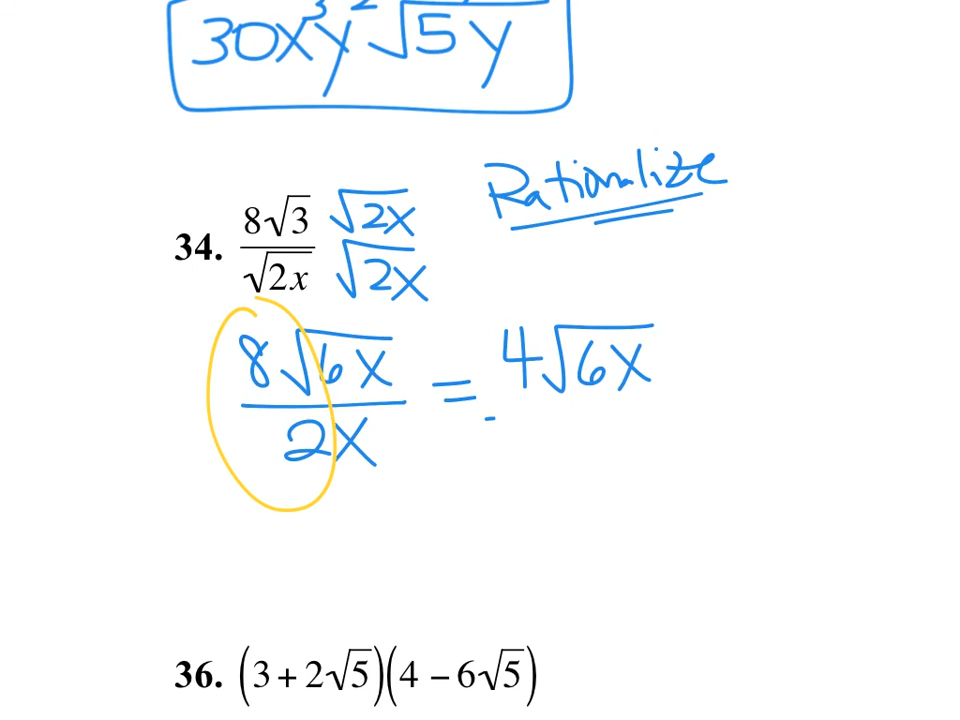 30x³y²√5y
Rationalize
34. 8√3/√2x √2x/√2x
8√6x/2x = 4√6x
36. (3 + 2√5)(4 − 6√5)